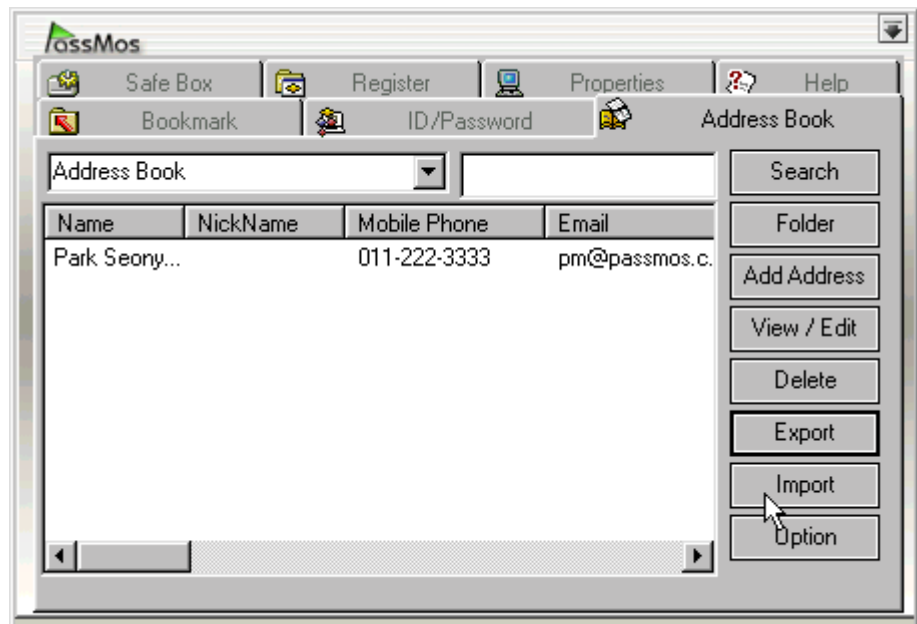 PassMos
Safe Box Register Properties Help
Bookmark ID/Password Address Book
Address Book Search
Name NickName Mobile Phone Email Folder
Park Seony... 011-222-3333 pm@passmos.c. Add Address
View / Edit
Delete
Export
Import
Option